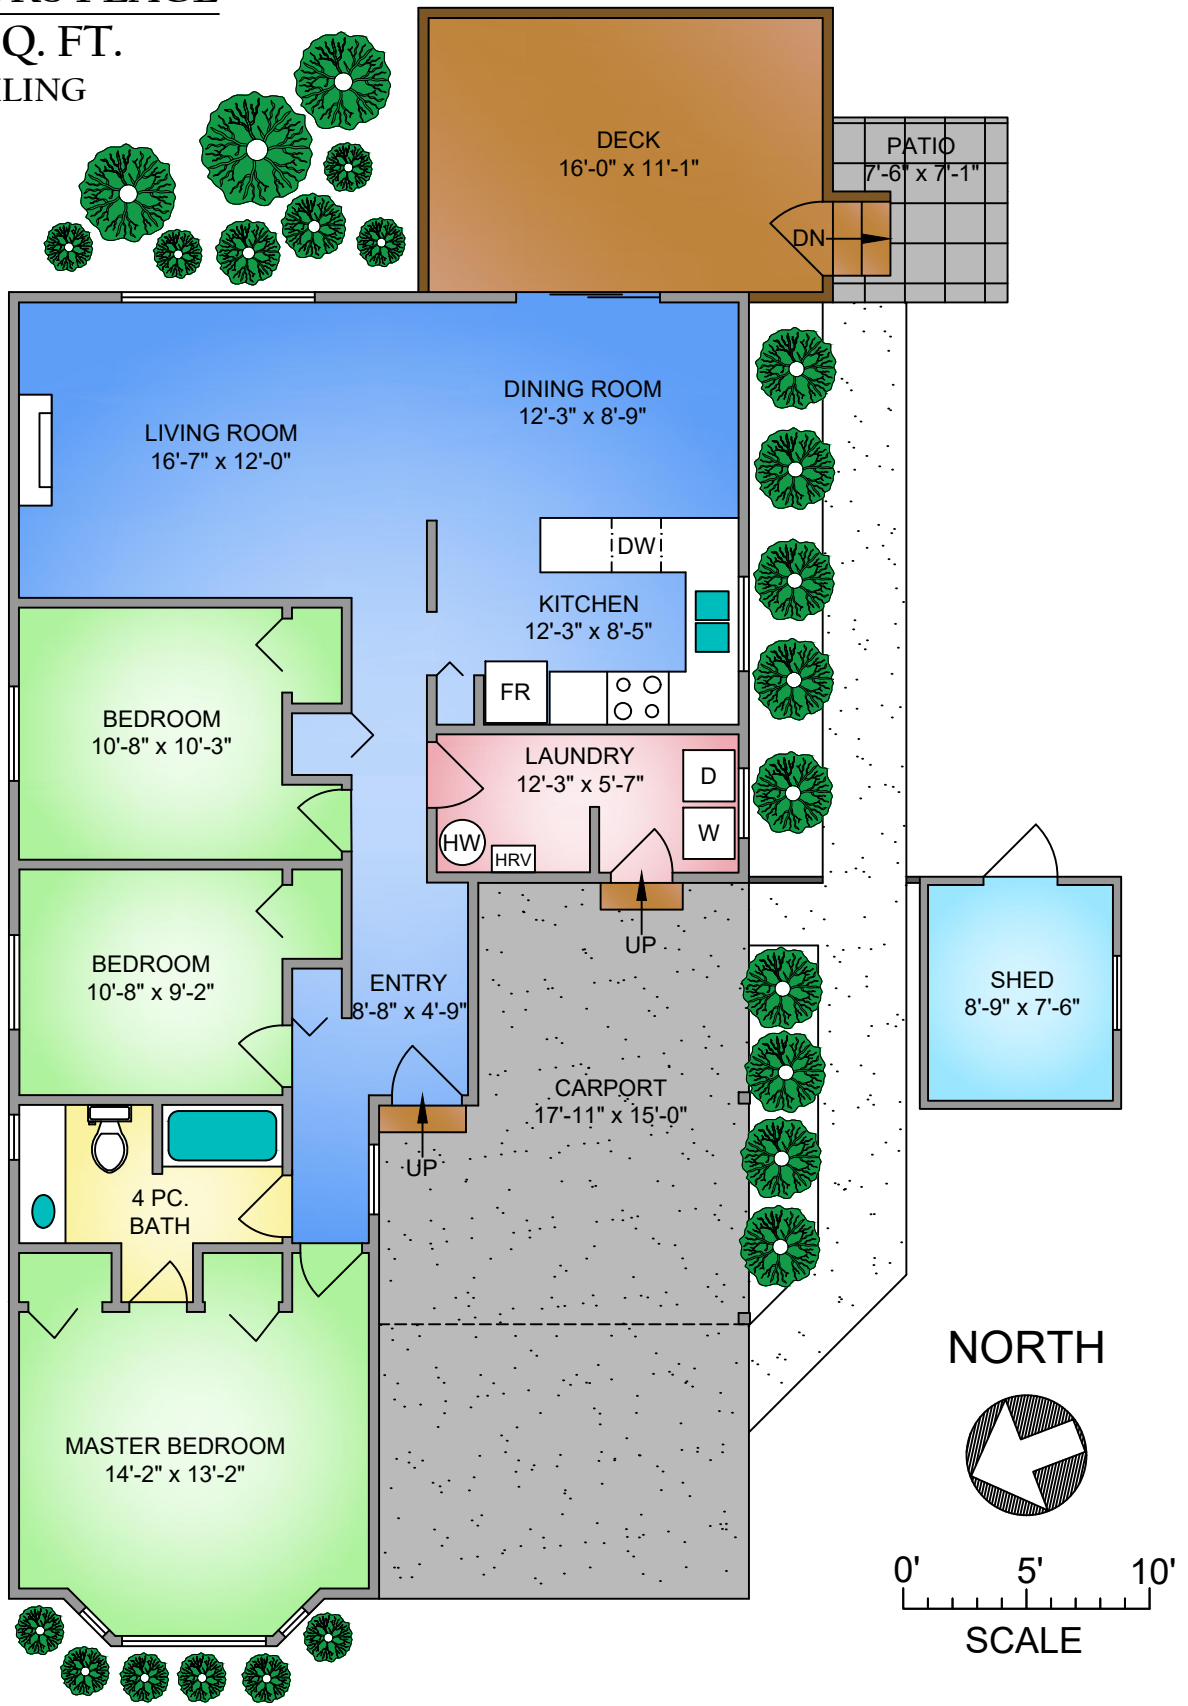 PLACE
Q. FT.
DECK
16'-0" x 11'-1"
PATIO
7'-6" x 7'-1"
DN
DINING ROOM
12'-3" x 8'-9"
LIVING ROOM
16'-7" x 12'-0"
DW
KITCHEN
12'-3" x 8'-5"
FR
BEDROOM
10'-8" x 10'-3"
LAUNDRY
12'-3" x 5'-7"
D
W
HW
HRV
UP
BEDROOM
10'-8" x 9'-2"
ENTRY
8'-8" x 4'-9"
SHED
8'-9" x 7'-6"
CARPORT
17'-11" x 15'-0"
UP
4 PC.
BATH
MASTER BEDROOM
14'-2" x 13'-2"
NORTH
0' 5' 10'
SCALE